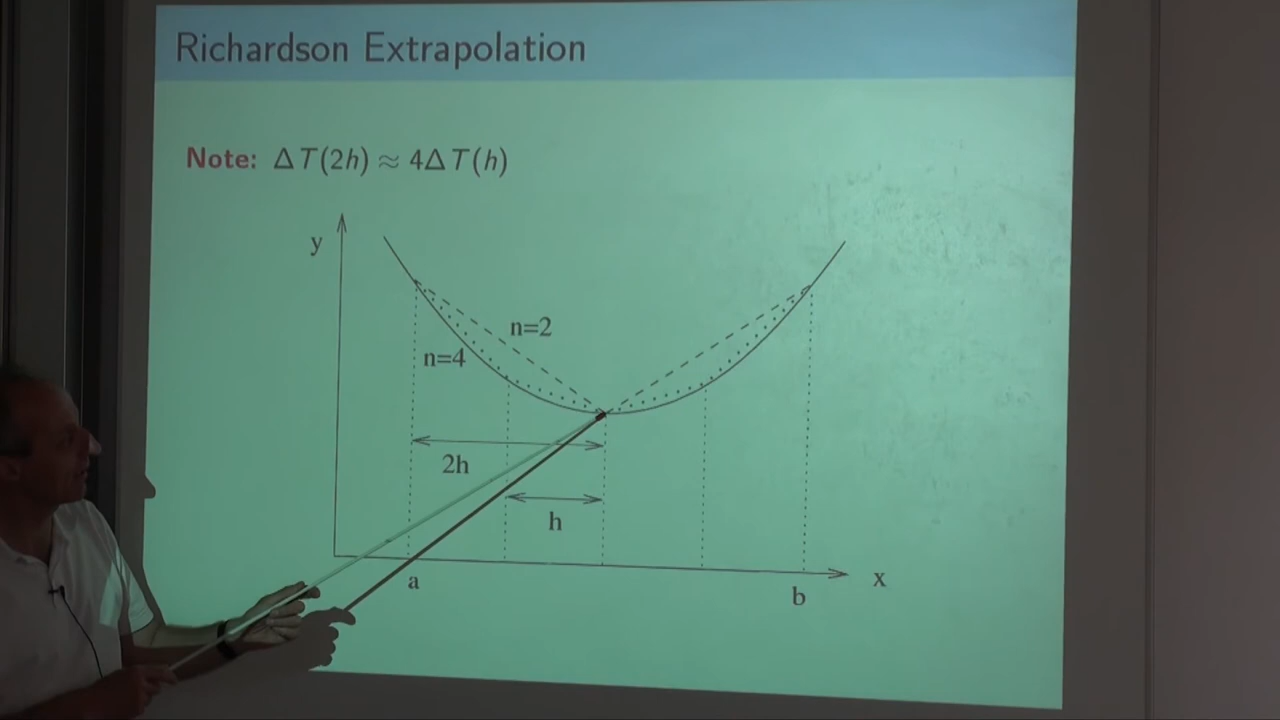 Richardson Extrapolation
Note: ΔT(2h) ≈ 4ΔT(h)
y
n=2
n=4
2h
h
a
b
x